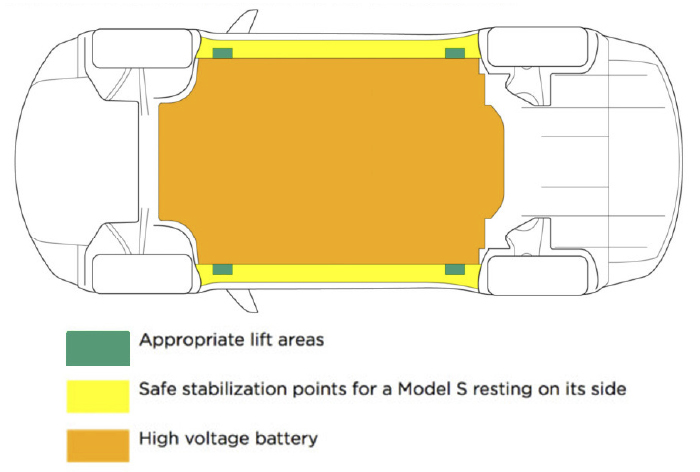 Appropriate lift areas
Safe stabilization points for a Model S resting on its side
High voltage battery